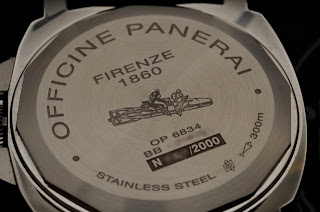 OFFICINE PANERAI
FIRENZE
1860
OP 6834
BB
N /2000
300m
STAINLESS STEEL